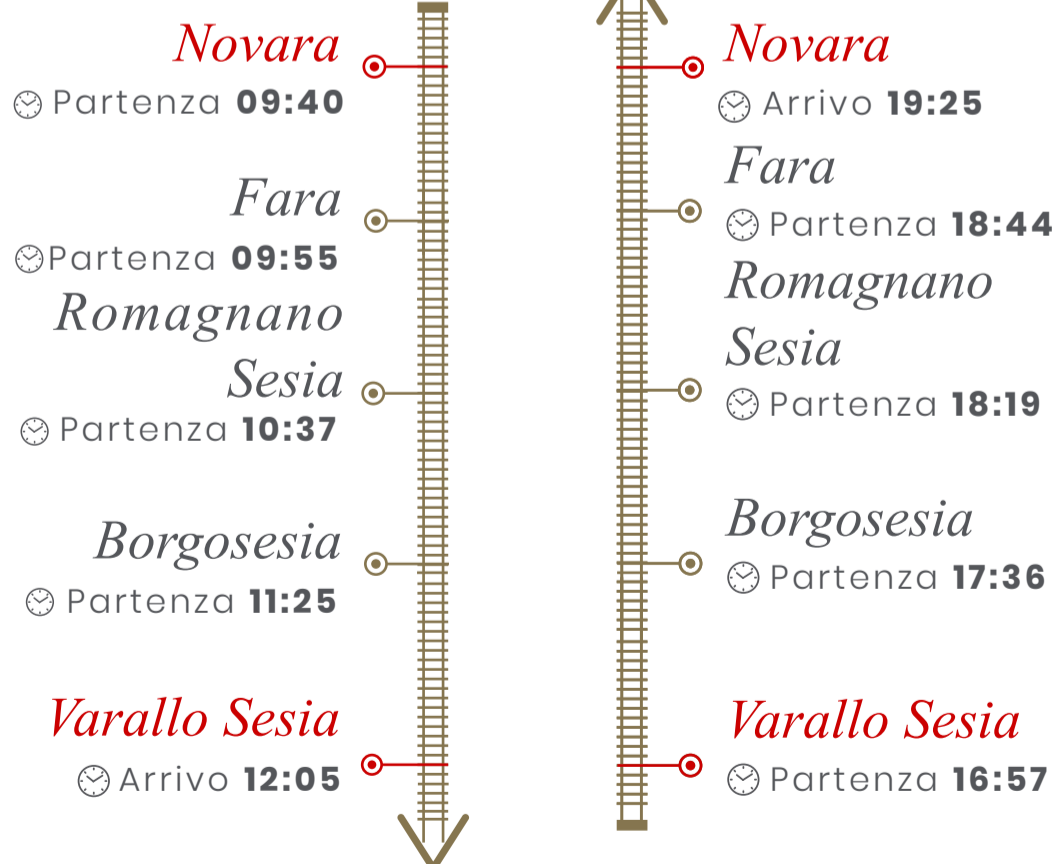 Novara
Partenza 09:40
Fara
Partenza 09:55
Romagnano
Sesia
Partenza 10:37
Borgosesia
Partenza 11:25
Varallo Sesia
Arrivo 12:05
Novara
Arrivo 19:25
Fara
Partenza 18:44
Romagnano
Sesia
Partenza 18:19
Borgosesia
Partenza 17:36
Varallo Sesia
Partenza 16:57